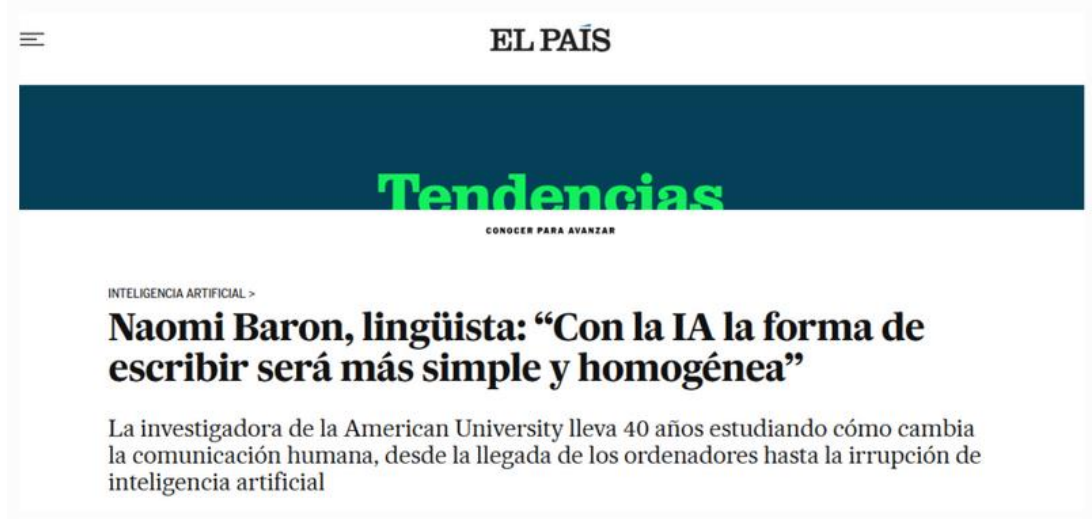 EL PAÍS
Tendencias
CONOCER PARA AVANZAR
INTELIGENCIA ARTIFICIAL >
Naomi Baron, lingüista: “Con la IA la forma de
escribir será más simple y homogénea”
La investigadora de la American University lleva 40 años estudiando cómo cambia
la comunicación humana, desde la llegada de los ordenadores hasta la irrupción de
inteligencia artificial